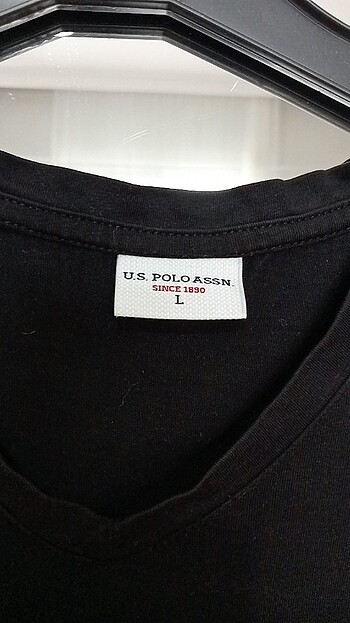 U.S. POLO ASSN.
SINCE 1890
L